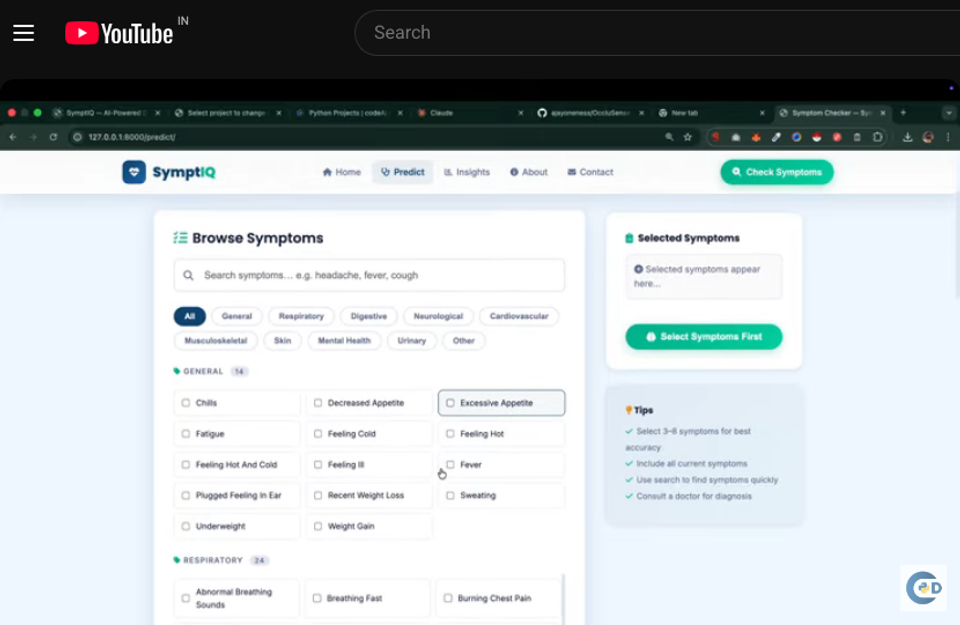 YouTube IN
Search
SymptIQ — AI-Powered S
Select project to change
Python Projects | codeA
Claude
ajayoneness/OccluSense
New tab
Symptom Checker — Sy
127.0.0.1:8000/predict/
SymptIQ
Home
Predict
Insights
About
Contact
Check Symptoms
Browse Symptoms
Search symptoms... e.g. headache, fever, cough
All
General
Respiratory
Digestive
Neurological
Cardiovascular
Musculoskeletal
Skin
Mental Health
Urinary
Other
GENERAL 14
Chills
Decreased Appetite
Excessive Appetite
Fatigue
Feeling Cold
Feeling Hot
Feeling Hot And Cold
Feeling Ill
Fever
Plugged Feeling In Ear
Recent Weight Loss
Sweating
Underweight
Weight Gain
RESPIRATORY 24
Abnormal Breathing
Sounds
Breathing Fast
Burning Chest Pain
Selected Symptoms
Selected symptoms appear
here...
Select Symptoms First
Tips
Select 3–8 symptoms for best
accuracy
Include all current symptoms
Use search to find symptoms quickly
Consult a doctor for diagnosis